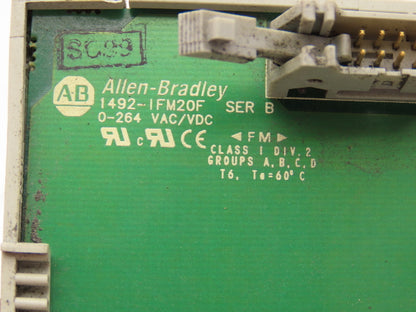 SC99
AB Allen-Bradley
1492-IFM20F SER B
0-264 VAC/VDC
c CE
◄FM►
CLASS I DIV.2
GROUPS A,B,C,D
T6, Ta=60°C